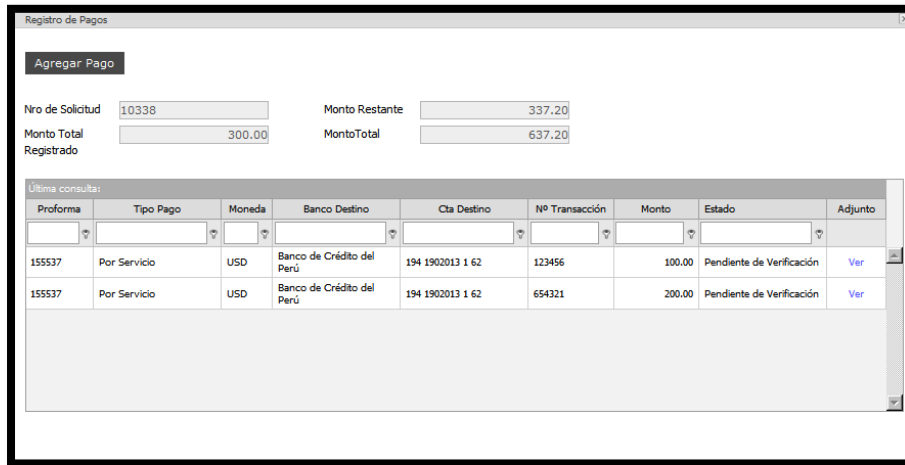 Registro de Pagos
Agregar Pago
Nro de Solicitud 10338 Monto Restante 337.20
Monto Total Registrado 300.00 MontoTotal 637.20
Última consulta:
Proforma Tipo Pago Moneda Banco Destino Cta Destino Nº Transacción Monto Estado Adjunto
155537 Por Servicio USD Banco de Crédito del Perú 194 1902013 1 62 123456 100.00 Pendiente de Verificación Ver
155537 Por Servicio USD Banco de Crédito del Perú 194 1902013 1 62 654321 200.00 Pendiente de Verificación Ver